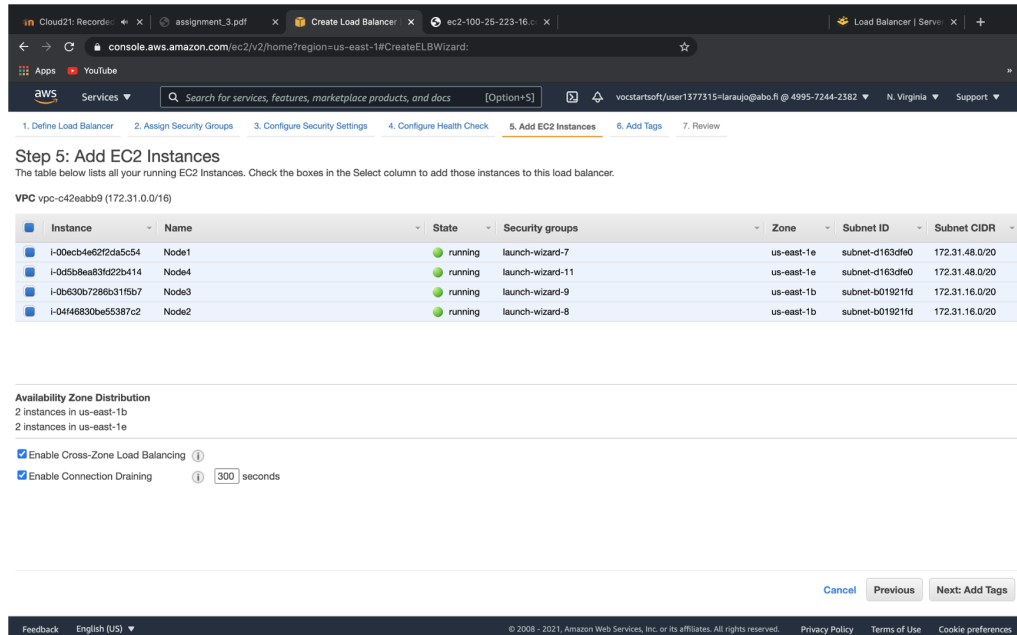 Cloud21: Recorded
assignment_3.pdf
Create Load Balancer
ec2-100-25-223-16.co
Load Balancer | Server
console.aws.amazon.com/ec2/v2/home?region=us-east-1#CreateELBWizard:
Apps YouTube »
aws Services ▼ Search for services, features, marketplace products, and docs [Option+S] vocstartsoft/user1377315=laraujo@abo.fi @ 4995-7244-2382 ▼ N. Virginia ▼ Support ▼
1. Define Load Balancer 2. Assign Security Groups 3. Configure Security Settings 4. Configure Health Check 5. Add EC2 Instances 6. Add Tags 7. Review
Step 5: Add EC2 Instances
The table below lists all your running EC2 Instances. Check the boxes in the Select column to add those instances to this load balancer.
VPC vpc-c42eabb9 (172.31.0.0/16)
Instance Name State Security groups Zone Subnet ID Subnet CIDR
i-00ecb4e62f2da5c54 Node1 running launch-wizard-7 us-east-1e subnet-d163dfe0 172.31.48.0/20
i-0d5b8ea83fd22b414 Node4 running launch-wizard-11 us-east-1e subnet-d163dfe0 172.31.48.0/20
i-0b630b7286b31f5b7 Node3 running launch-wizard-9 us-east-1b subnet-b01921fd 172.31.16.0/20
i-04f46830be55387c2 Node2 running launch-wizard-8 us-east-1b subnet-b01921fd 172.31.16.0/20
Availability Zone Distribution
2 instances in us-east-1b
2 instances in us-east-1e
Enable Cross-Zone Load Balancing i
Enable Connection Draining i 300 seconds
Cancel Previous Next: Add Tags
Feedback English (US) ▼ © 2008 - 2021, Amazon Web Services, Inc. or its affiliates. All rights reserved. Privacy Policy Terms of Use Cookie preferences